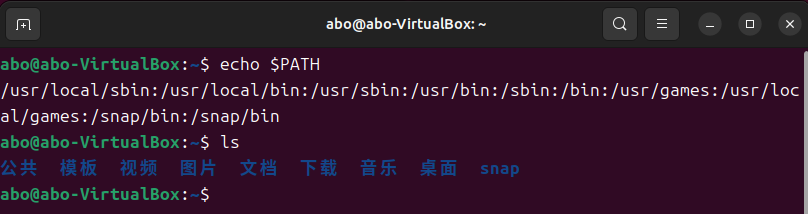 abo@abo-VirtualBox: ~
abo@abo-VirtualBox:~$ echo $PATH
/usr/local/sbin:/usr/local/bin:/usr/sbin:/usr/bin:/sbin:/bin:/usr/games:/usr/loc
al/games:/snap/bin:/snap/bin
abo@abo-VirtualBox:~$ ls
公共 模板 视频 图片 文档 下载 音乐 桌面 snap
abo@abo-VirtualBox:~$